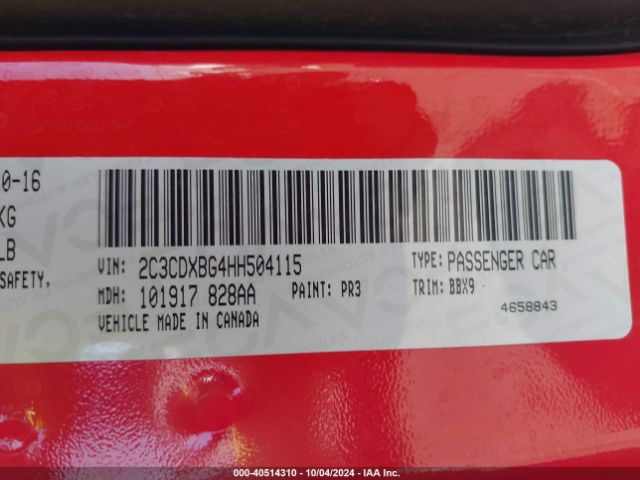 0-16
KG
LB
SAFETY,
VIN: 2C3CDXBG4HH504115
TYPE: PASSENGER CAR
MDH: 101917 828AA
PAINT: PR3
TRIM: BBX9
VEHICLE MADE IN CANADA
4658843
000-40514310 - 10/04/2024 - IAA Inc.